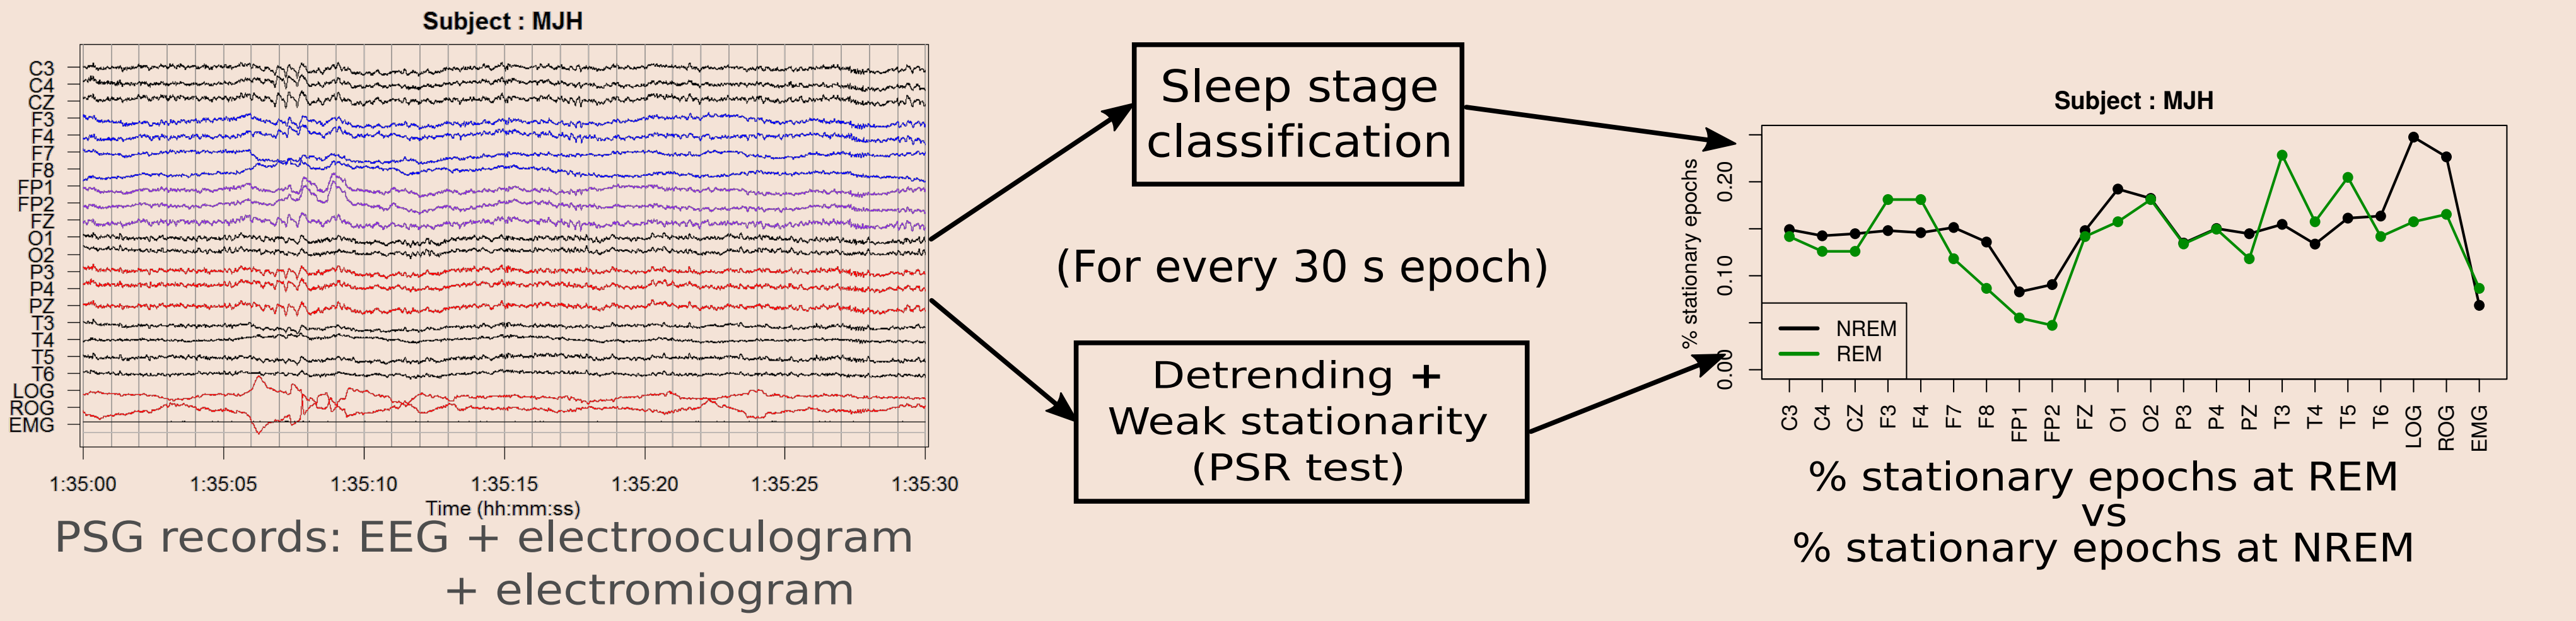 Subject : MJH
C3
C4
CZ
F3
F4
F7
F8
FP1
FP2
FZ
O1
O2
P3
P4
PZ
T3
T4
T5
T6
LOG
ROG
EMG
1:35:00 1:35:05 1:35:10 1:35:15 1:35:20 1:35:25 1:35:30
Time (hh:mm:ss)
PSG records: EEG + electrooculogram
+ electromiogram
Sleep stage
classification
(For every 30 s epoch)
Detrending +
Weak stationarity
(PSR test)
Subject : MJH
% stationary epochs
0.20
0.10
0.00
NREM
REM
C3 C4 CZ F3 F4 F7 F8 FP1 FP2 FZ O1 O2 P3 P4 PZ T3 T4 T5 T6 LOG ROG EMG
% stationary epochs at REM
vs
% stationary epochs at NREM